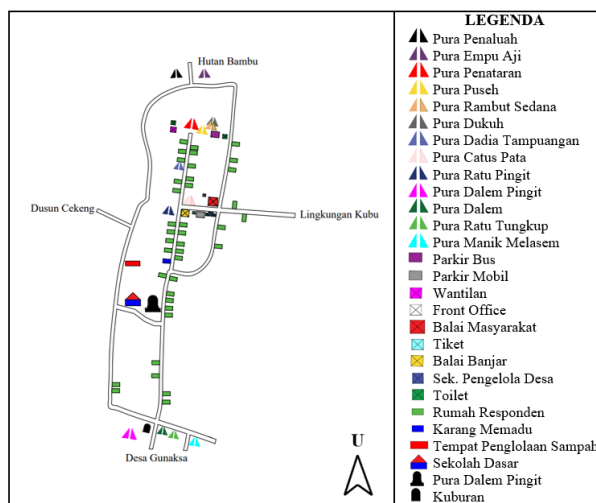 Hutan Bambu
Dusun Cekeng
Lingkungan Kubu
Desa Gunaksa
U
LEGENDA
Pura Penaluah
Pura Empu Aji
Pura Penataran
Pura Puseh
Pura Rambut Sedana
Pura Dukuh
Pura Dadia Tampuangan
Pura Catus Pata
Pura Ratu Pingit
Pura Dalem Pingit
Pura Dalem
Pura Ratu Tungkup
Pura Manik Melasem
Parkir Bus
Parkir Mobil
Wantilan
Front Office
Balai Masyarakat
Tiket
Balai Banjar
Sek. Pengelola Desa
Toilet
Rumah Responden
Karang Memadu
Tempat Penglolaan Sampah
Sekolah Dasar
Pura Dalem Pingit
Kuburan